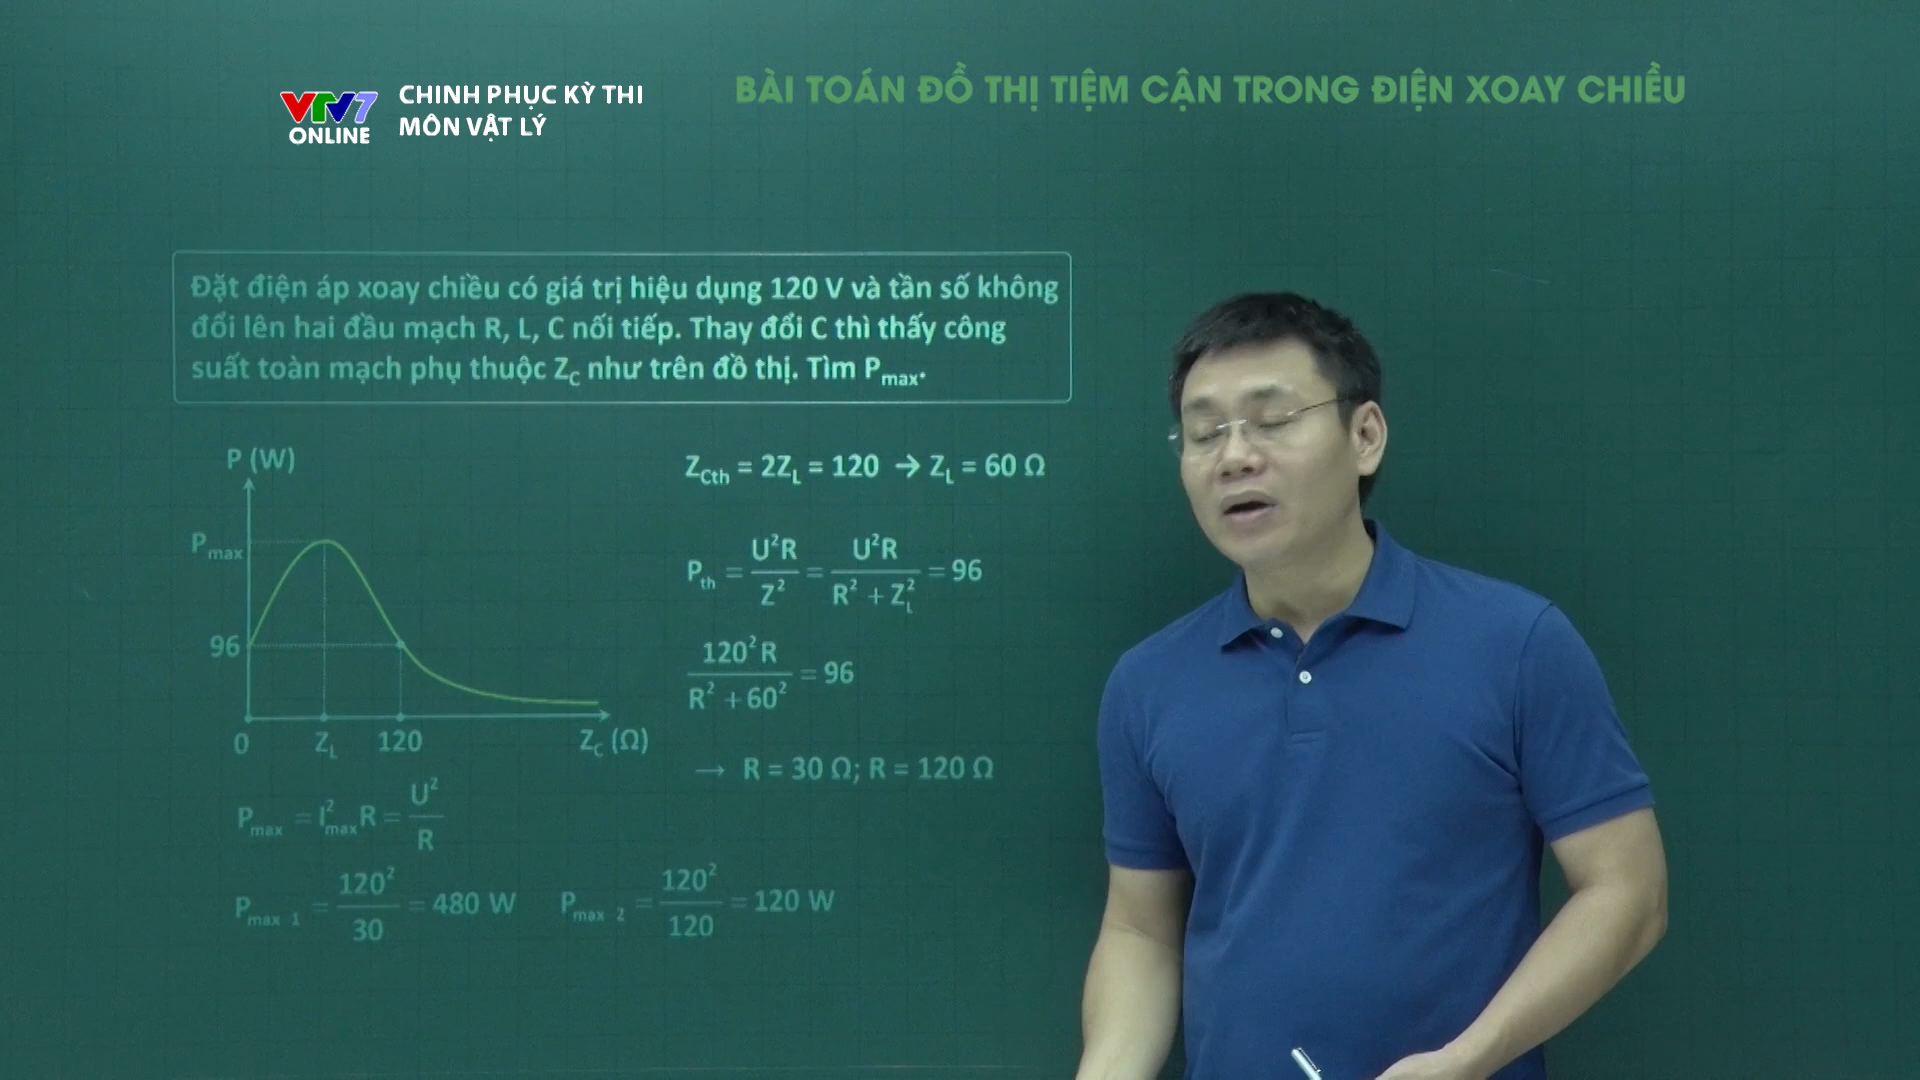 VTV7
ONLINE
CHINH PHỤC KỲ THI
MÔN VẬT LÝ
BÀI TOÁN ĐỒ THỊ TIỆM CẬN TRONG ĐIỆN XOAY CHIỀU
Đặt điện áp xoay chiều có giá trị hiệu dụng 120 V và tần số không
đổi lên hai đầu mạch R, L, C nối tiếp. Thay đổi C thì thấy công
suất toàn mạch phụ thuộc Z_C như trên đồ thị. Tìm P_max.
P (W)
P_max
96
0
Z_L
120
Z_C (Ω)
Z_Cth = 2Z_L = 120 → Z_L = 60 Ω
P_th = U²R / Z² = U²R / (R² + Z_L²) = 96
120²R / (R² + 60²) = 96
→ R = 30 Ω; R = 120 Ω
P_max = I²_max R = U² / R
P_max 1 = 120² / 30 = 480 W
P_max 2 = 120² / 120 = 120 W